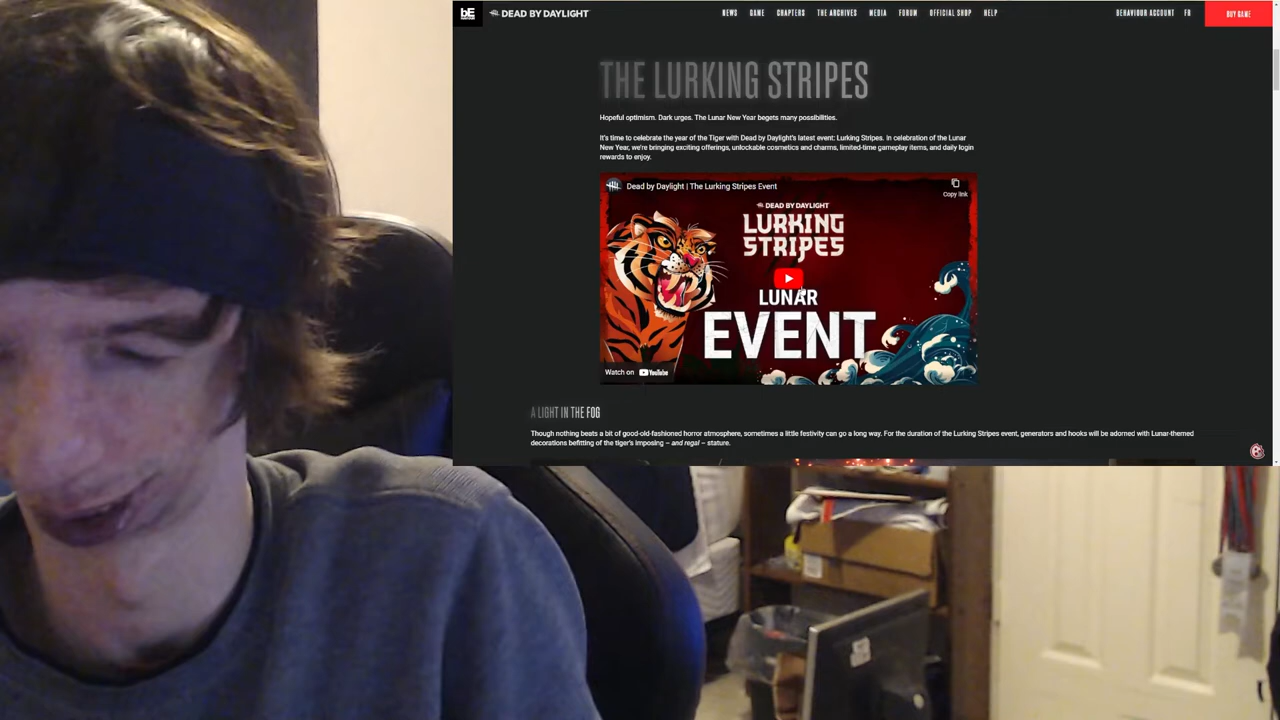 bE
DEAD BY DAYLIGHT
NEWS GAME CHAPTERS THE ARCHIVES MEDIA FORUM OFFICIAL SHOP HELP
BEHAVIOUR ACCOUNT FR BUY GAME
THE LURKING STRIPES
Hopeful optimism. Dark urges. The Lunar New Year begets many possibilities.
It's time to celebrate the year of the Tiger with Dead by Daylight's latest event: Lurking Stripes. In celebration of the Lunar
New Year, we're bringing exciting offerings, unlockable cosmetics and charms, limited-time gameplay items, and daily login
rewards to enjoy.
Dead by Daylight | The Lurking Stripes Event
Copy link
DEAD BY DAYLIGHT
LURKING
STRIPES
LUNAR
EVENT
Watch on YouTube
A LIGHT IN THE FOG
Though nothing beats a bit of good-old-fashioned horror atmosphere, sometimes a little festivity can go a long way. For the duration of the Lurking Stripes event, generators and hooks will be adorned with Lunar-themed
decorations befitting of the tiger's imposing – and regal – stature.